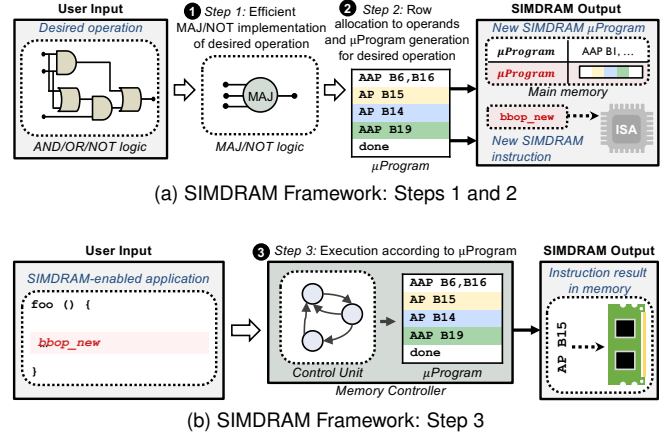 User Input
Desired operation
AND/OR/NOT logic
1 Step 1: Efficient
MAJ/NOT implementation
of desired operation
MAJ
MAJ/NOT logic
2 Step 2: Row
allocation to operands
and µProgram generation
for desired operation
AAP B6,B16
AP B15
AP B14
AAP B19
done
µProgram
SIMDRAM Output
New SIMDRAM µProgram
µProgram AAP B1, ...
µProgram
Main memory
bbop_new
ISA
New SIMDRAM
instruction
(a) SIMDRAM Framework: Steps 1 and 2
User Input
SIMDRAM-enabled application
foo () {
bbop_new
}
3 Step 3: Execution according to µProgram
Control Unit
AAP B6,B16
AP B15
AP B14
AAP B19
done
µProgram
Memory Controller
SIMDRAM Output
Instruction result
in memory
AP B15
(b) SIMDRAM Framework: Step 3